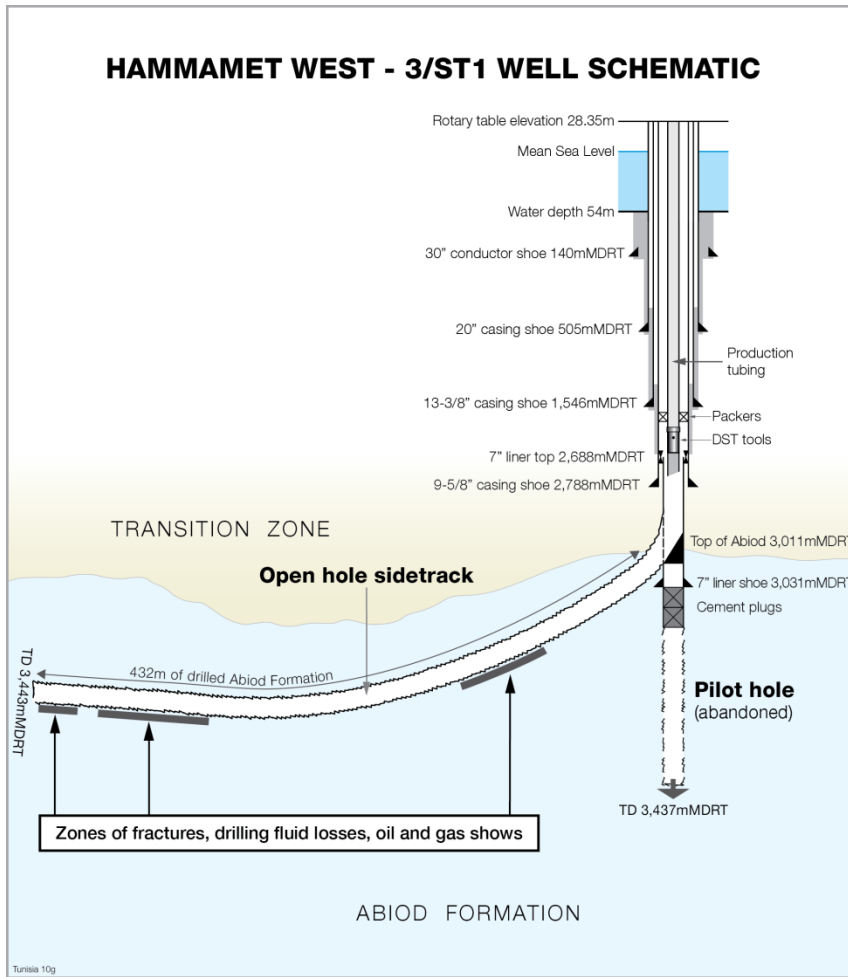 HAMMAMET WEST - 3/ST1 WELL SCHEMATIC
Rotary table elevation 28.35m
Mean Sea Level
Water depth 54m
30” conductor shoe 140mMDRT
20” casing shoe 505mMDRT
Production
tubing
13-3/8” casing shoe 1,546mMDRT
Packers
DST tools
7” liner top 2,688mMDRT
9-5/8” casing shoe 2,788mMDRT
TRANSITION ZONE
Top of Abiod 3,011mMDRT
Open hole sidetrack
7” liner shoe 3,031mMDRT
Cement plugs
432m of drilled Abiod Formation
TD 3,443mMDRT
Pilot hole
(abandoned)
TD 3,437mMDRT
Zones of fractures, drilling fluid losses, oil and gas shows
ABIOD FORMATION
Tunisia 10g